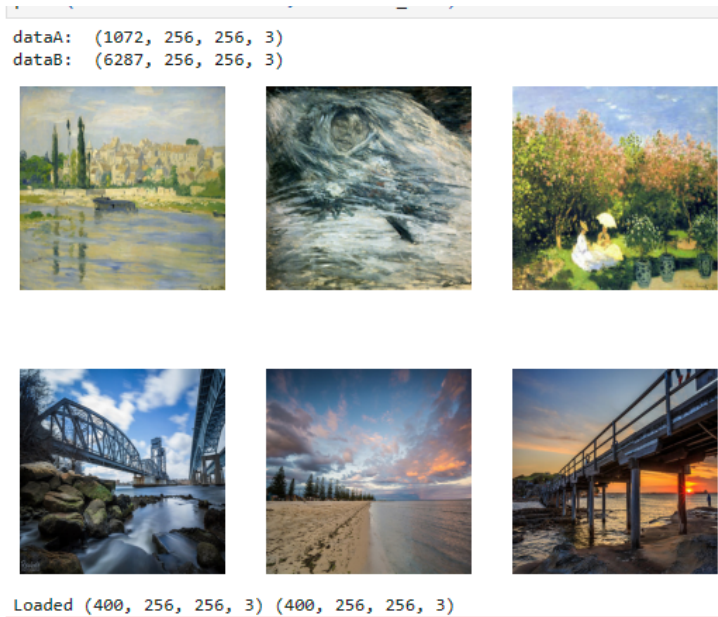 dataA:  (1072, 256, 256, 3)
dataB:  (6287, 256, 256, 3)
Loaded (400, 256, 256, 3) (400, 256, 256, 3)